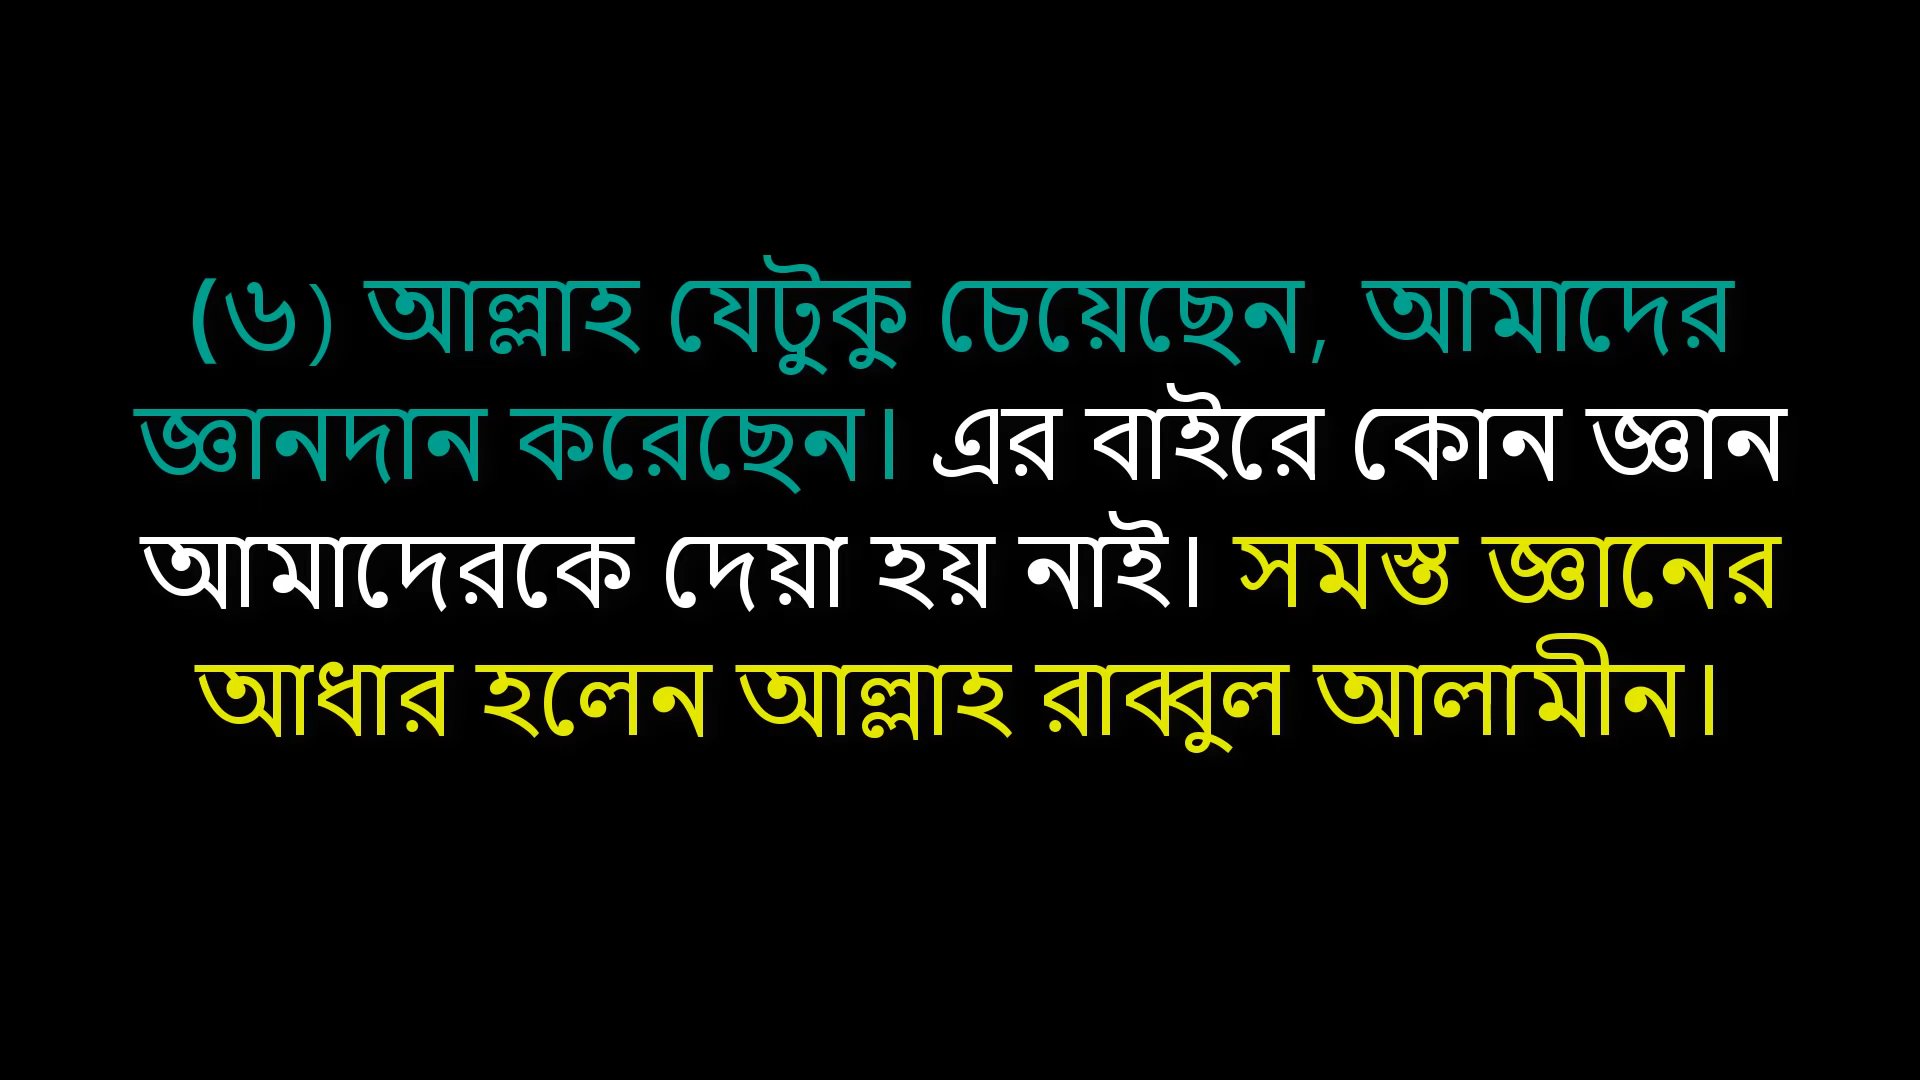 (৬) আল্লাহ যেটুকু চেয়েছেন, আমাদের
জ্ঞানদান করেছেন। এর বাইরে কোন জ্ঞান
আমাদেরকে দেয়া হয় নাই। সমস্ত জ্ঞানের
আধার হলেন আল্লাহ রাব্বুল আলামীন।